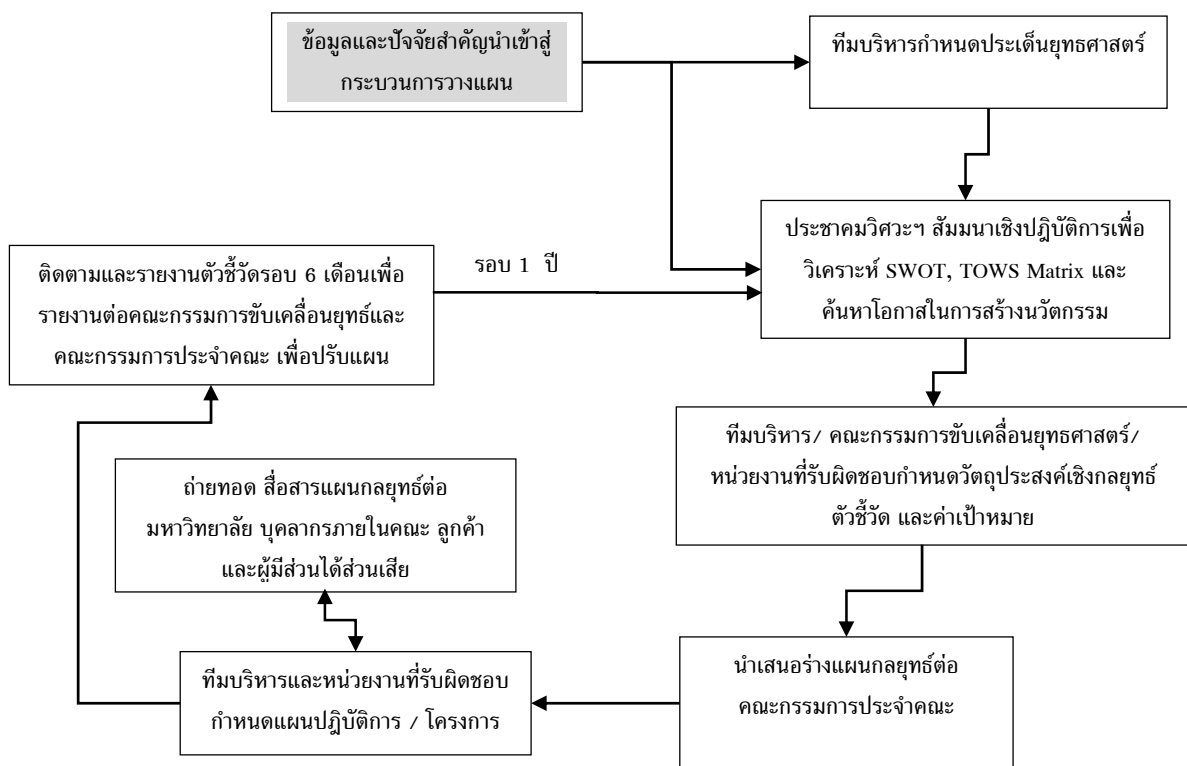 ข้อมูลและปัจจัยสำคัญนำเข้าสู่
กระบวนการวางแผน
ทีมบริหารกำหนดประเด็นยุทธศาสตร์
ประชาคมวิศวะฯ สัมมนาเชิงปฎิบัติการเพื่อ
วิเคราะห์ SWOT, TOWS Matrix และ
ค้นหาโอกาสในการสร้างนวัตกรรม
รอบ 1 ปี
ติดตามและรายงานตัวชี้วัดรอบ 6 เดือนเพื่อ
รายงานต่อคณะกรรมการขับเคลื่อนยุทธ์และ
คณะกรรมการประจำคณะ เพื่อปรับแผน
ทีมบริหาร/ คณะกรรมการขับเคลื่อนยุทธศาสตร์/
หน่วยงานที่รับผิดชอบกำหนดวัตถุประสงค์เชิงกลยุทธ์
ตัวชี้วัด และค่าเป้าหมาย
ถ่ายทอด สื่อสารแผนกลยุทธ์ต่อ
มหาวิทยาลัย บุคลากรภายในคณะ ลูกค้า
และผู้มีส่วนได้ส่วนเสีย
นำเสนอร่างแผนกลยุทธ์ต่อ
คณะกรรมการประจำคณะ
ทีมบริหารและหน่วยงานที่รับผิดชอบ
กำหนดแผนปฎิบัติการ / โครงการ